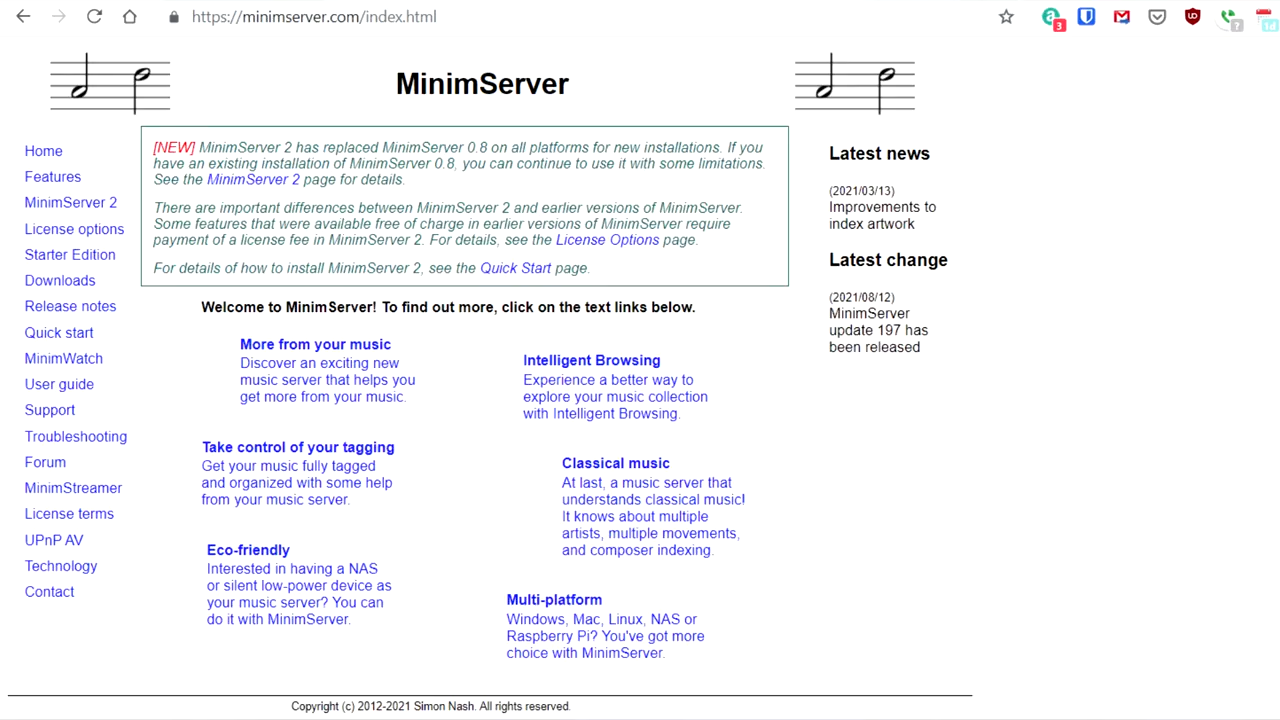 https://minimserver.com/index.html
3
?
1d
MinimServer
Home
Features
MinimServer 2
License options
Starter Edition
Downloads
Release notes
Quick start
MinimWatch
User guide
Support
Troubleshooting
Forum
MinimStreamer
License terms
UPnP AV
Technology
Contact
[NEW] MinimServer 2 has replaced MinimServer 0.8 on all platforms for new installations. If you
have an existing installation of MinimServer 0.8, you can continue to use it with some limitations.
See the MinimServer 2 page for details.
There are important differences between MinimServer 2 and earlier versions of MinimServer.
Some features that were available free of charge in earlier versions of MinimServer require
payment of a license fee in MinimServer 2. For details, see the License Options page.
For details of how to install MinimServer 2, see the Quick Start page.
Welcome to MinimServer! To find out more, click on the text links below.
More from your music
Discover an exciting new
music server that helps you
get more from your music.
Intelligent Browsing
Experience a better way to
explore your music collection
with Intelligent Browsing.
Take control of your tagging
Get your music fully tagged
and organized with some help
from your music server.
Classical music
At last, a music server that
understands classical music!
It knows about multiple
artists, multiple movements,
and composer indexing.
Eco-friendly
Interested in having a NAS
or silent low-power device as
your music server? You can
do it with MinimServer.
Multi-platform
Windows, Mac, Linux, NAS or
Raspberry Pi? You've got more
choice with MinimServer.
Latest news
(2021/03/13)
Improvements to
index artwork
Latest change
(2021/08/12)
MinimServer
update 197 has
been released
Copyright (c) 2012-2021 Simon Nash. All rights reserved.